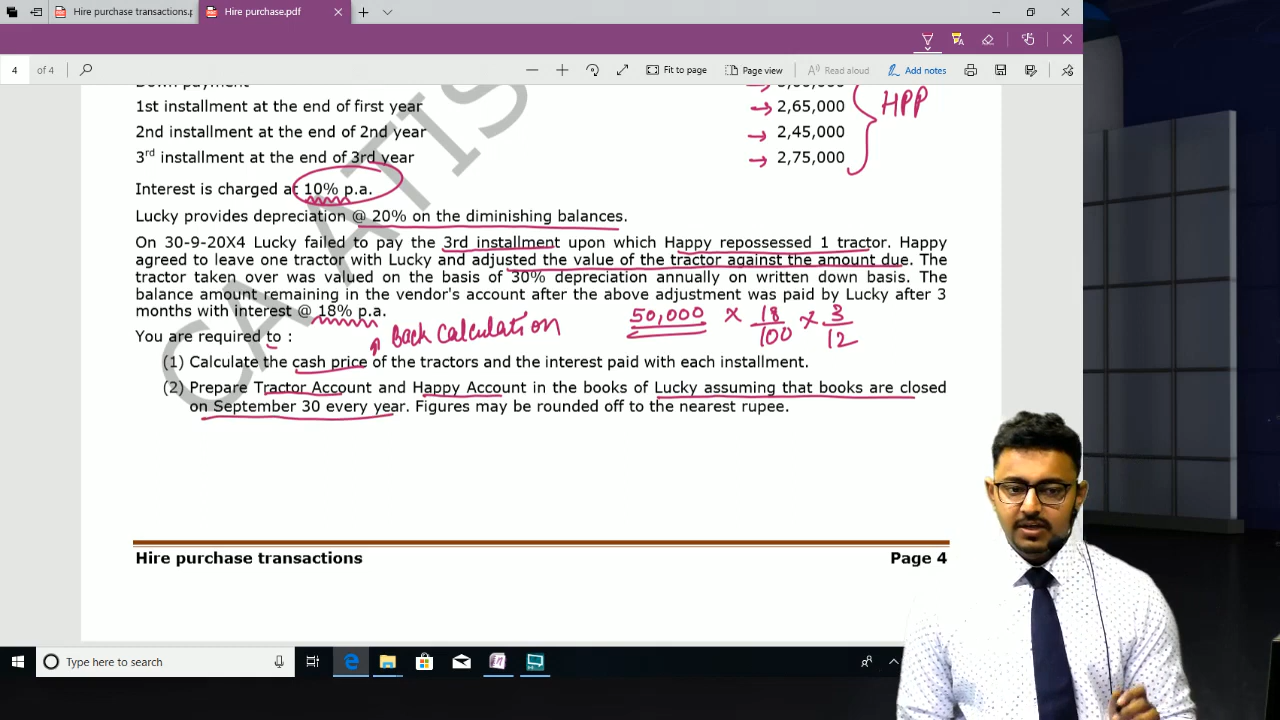 Hire purchase transactions.p
Hire purchase.pdf
4 of 4
Fit to page
Page view
Read aloud
Add notes
Down payment
1st installment at the end of first year 2,65,000
HPP
2nd installment at the end of 2nd year 2,45,000
3rd installment at the end of 3rd year 2,75,000
Interest is charged at 10% p.a.
Lucky provides depreciation @ 20% on the diminishing balances.
On 30-9-20X4 Lucky failed to pay the 3rd installment upon which Happy repossessed 1 tractor. Happy
agreed to leave one tractor with Lucky and adjusted the value of the tractor against the amount due. The
tractor taken over was valued on the basis of 30% depreciation annually on written down basis. The
balance amount remaining in the vendor's account after the above adjustment was paid by Lucky after 3
months with interest @ 18% p.a.
50,000 x 18/100 x 3/12
Back Calculation
You are required to :
(1) Calculate the cash price of the tractors and the interest paid with each installment.
(2) Prepare Tractor Account and Happy Account in the books of Lucky assuming that books are closed
on September 30 every year. Figures may be rounded off to the nearest rupee.
CA ATIS
Hire purchase transactions Page 4
Type here to search